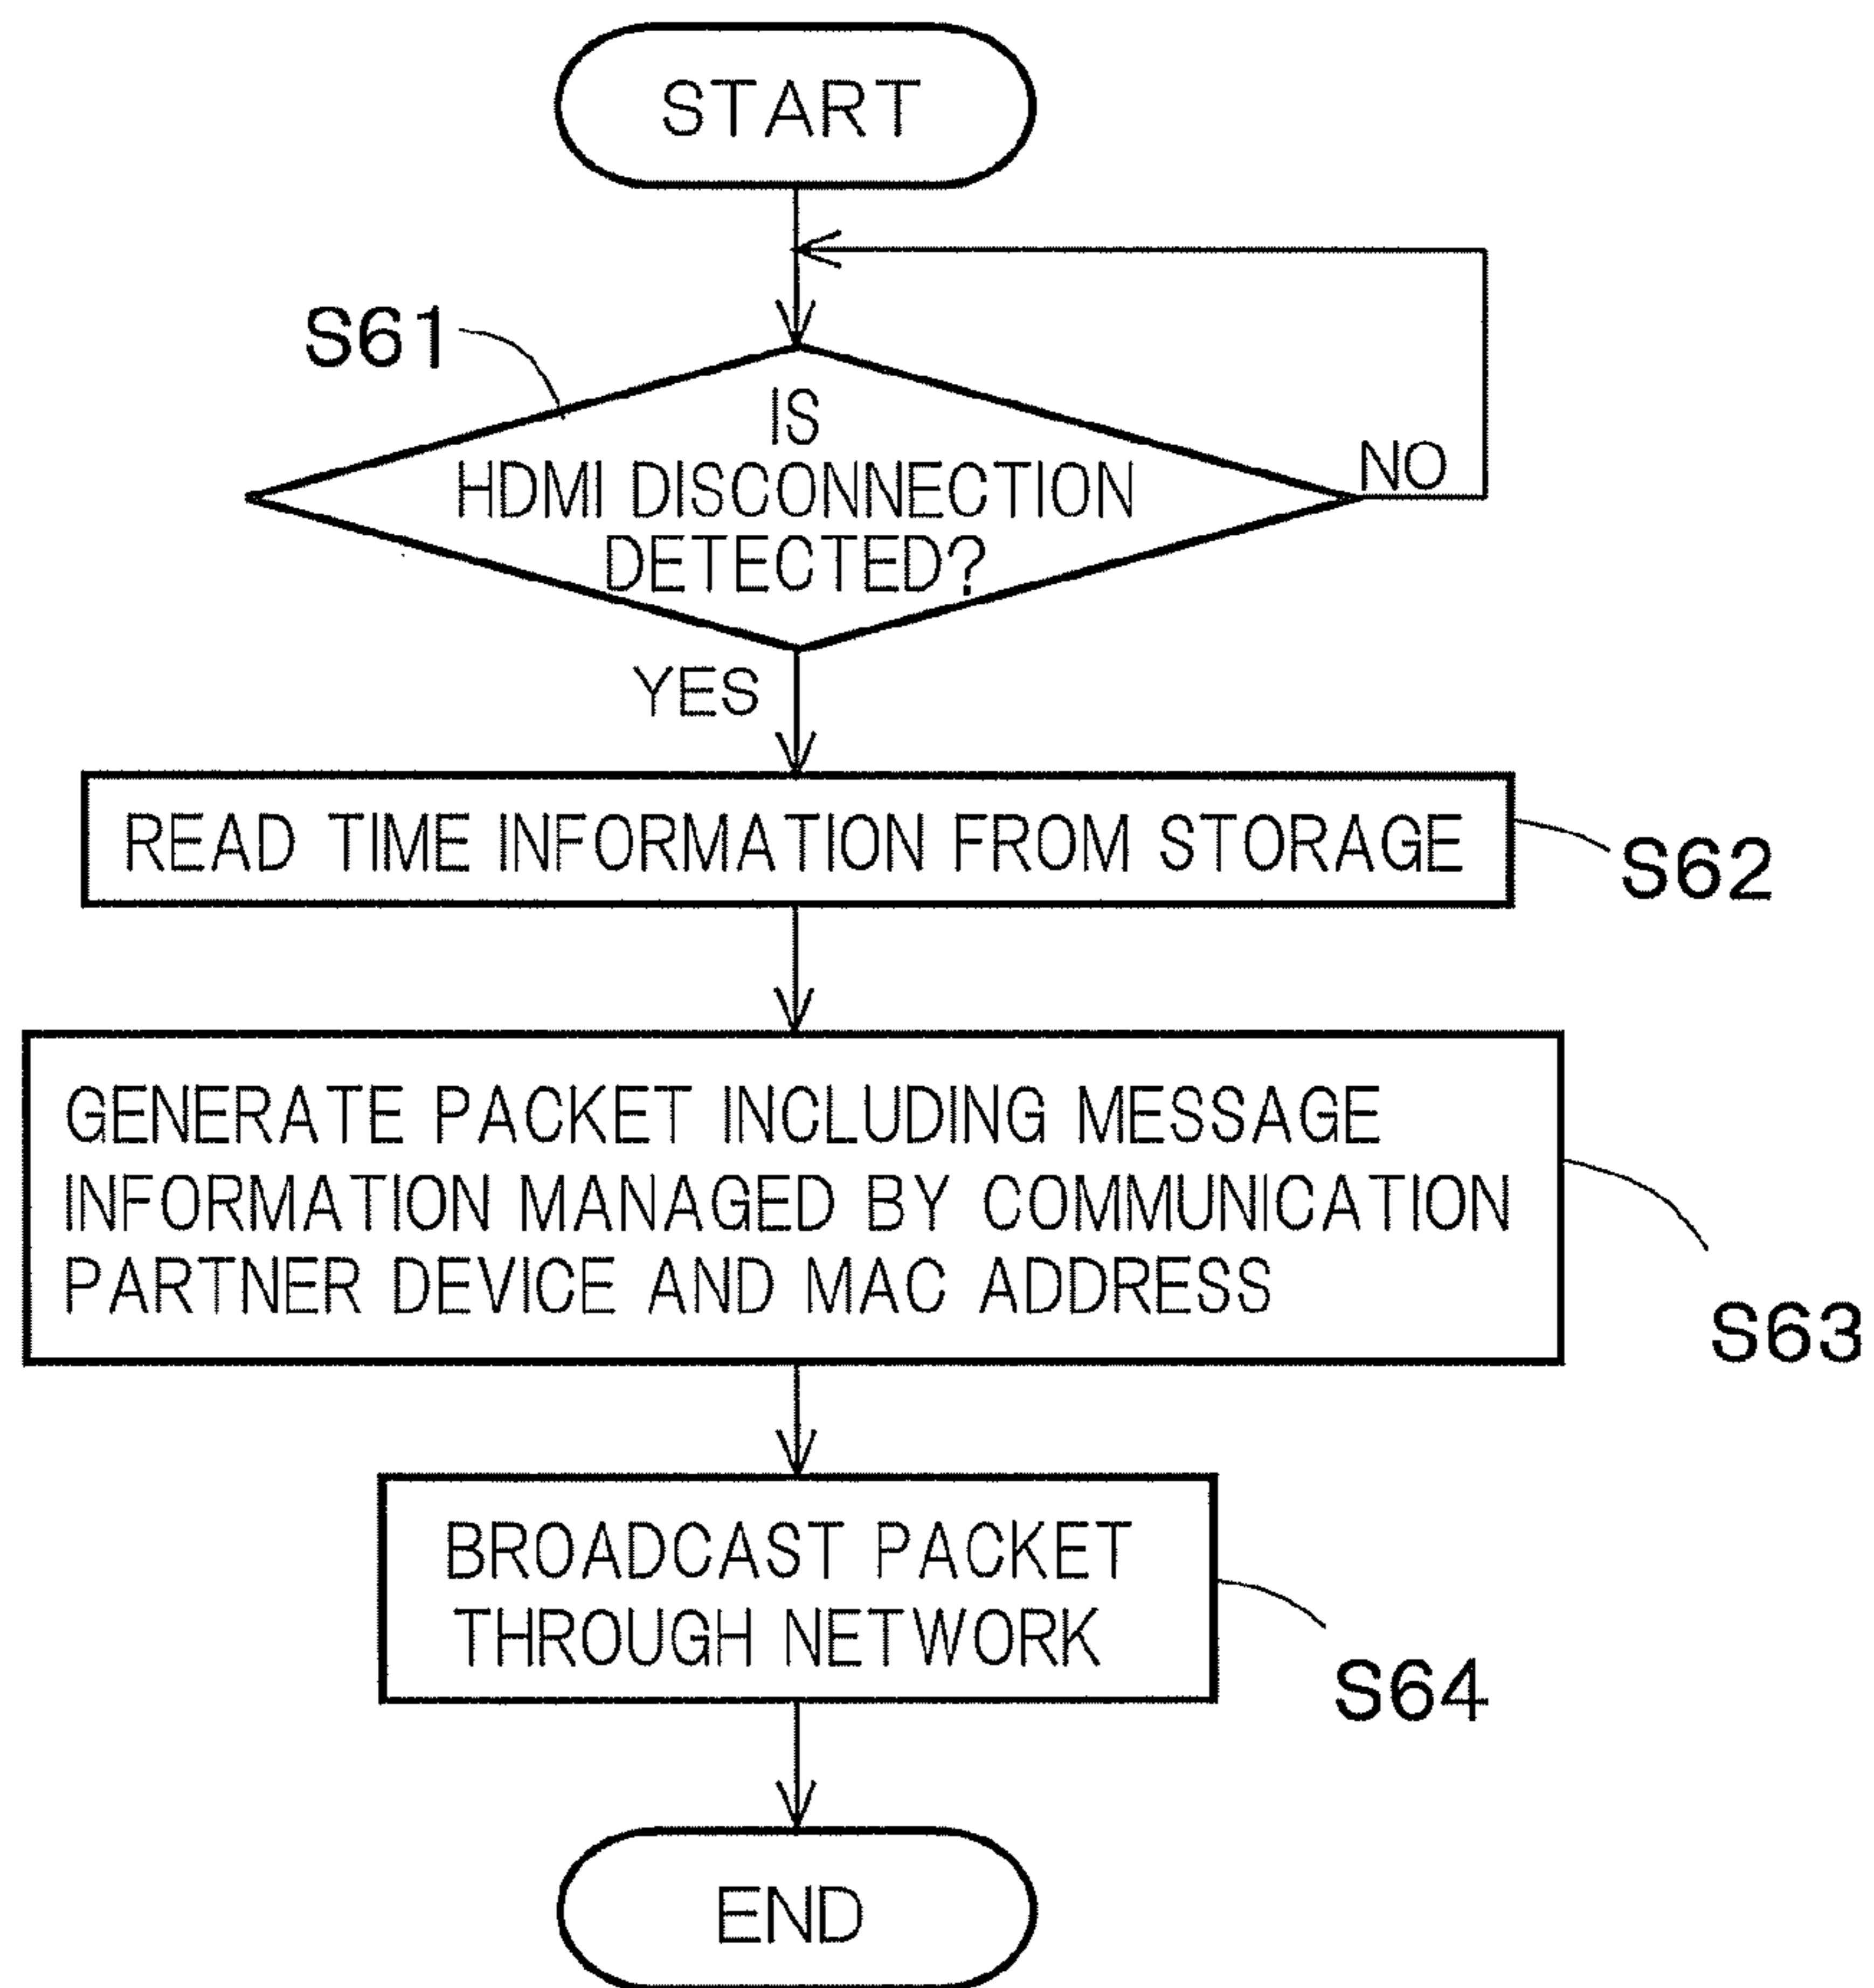 START
S61
IS
HDMI DISCONNECTION
DETECTED?
NO
YES
READ TIME INFORMATION FROM STORAGE
S62
GENERATE PACKET INCLUDING MESSAGE
INFORMATION MANAGED BY COMMUNICATION
PARTNER DEVICE AND MAC ADDRESS
S63
BROADCAST PACKET
THROUGH NETWORK
S64
END